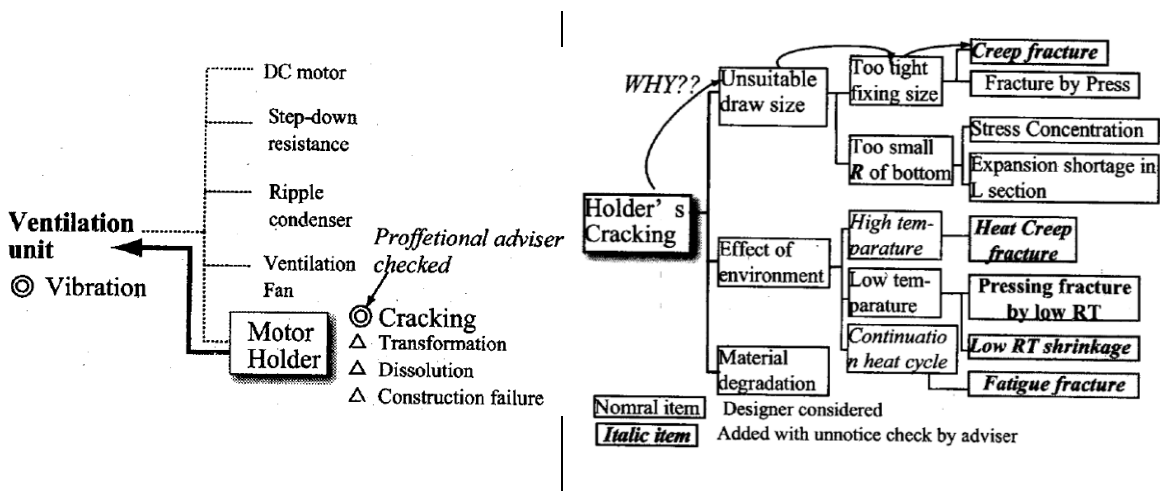 DC motor
Step-down
resistance
Ripple
condenser
Ventilation
Fan
Ventilation
unit
◎ Vibration
Motor
Holder
Proffetional adviser
checked
◎ Cracking
△ Transformation
△ Dissolution
△ Construction failure
WHY??
Holder's
Cracking
Unsuitable
draw size
Too tight
fixing size
Creep fracture
Fracture by Press
Too small
R of bottom
Stress Concentration
Expansion shortage in
L section
Effect of
environment
High tem-
parature
Heat Creep
fracture
Low tem-
parature
Pressing fracture
by low RT
Low RT shrinkage
Continuatio
n heat cycle
Fatigue fracture
Material
degradation
Nomral item Designer considered
Italic item Added with unnotice check by adviser